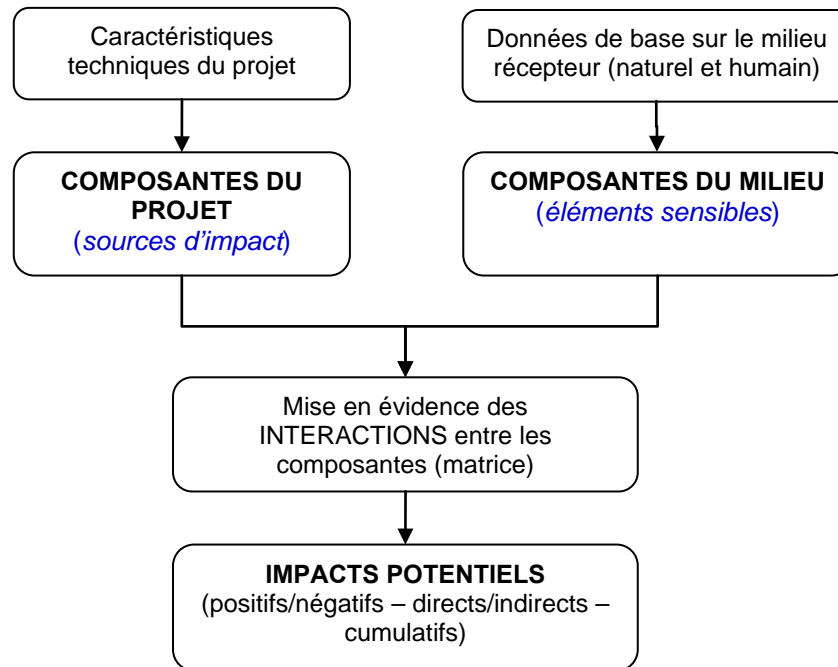 Caractéristiques
techniques du projet
Données de base sur le milieu
récepteur (naturel et humain)
COMPOSANTES DU
PROJET
(sources d'impact)
COMPOSANTES DU MILIEU
(éléments sensibles)
Mise en évidence des
INTERACTIONS entre les
composantes (matrice)
IMPACTS POTENTIELS
(positifs/négatifs – directs/indirects –
cumulatifs)